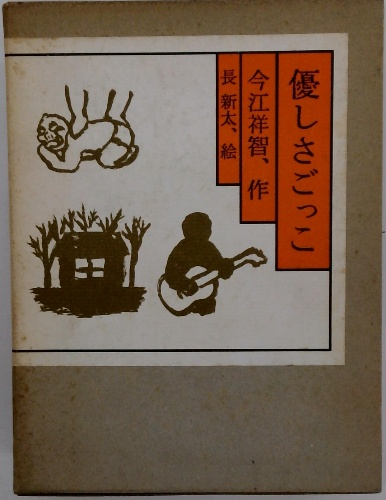 優しさごっこ
今江祥智、作
長 新太、絵